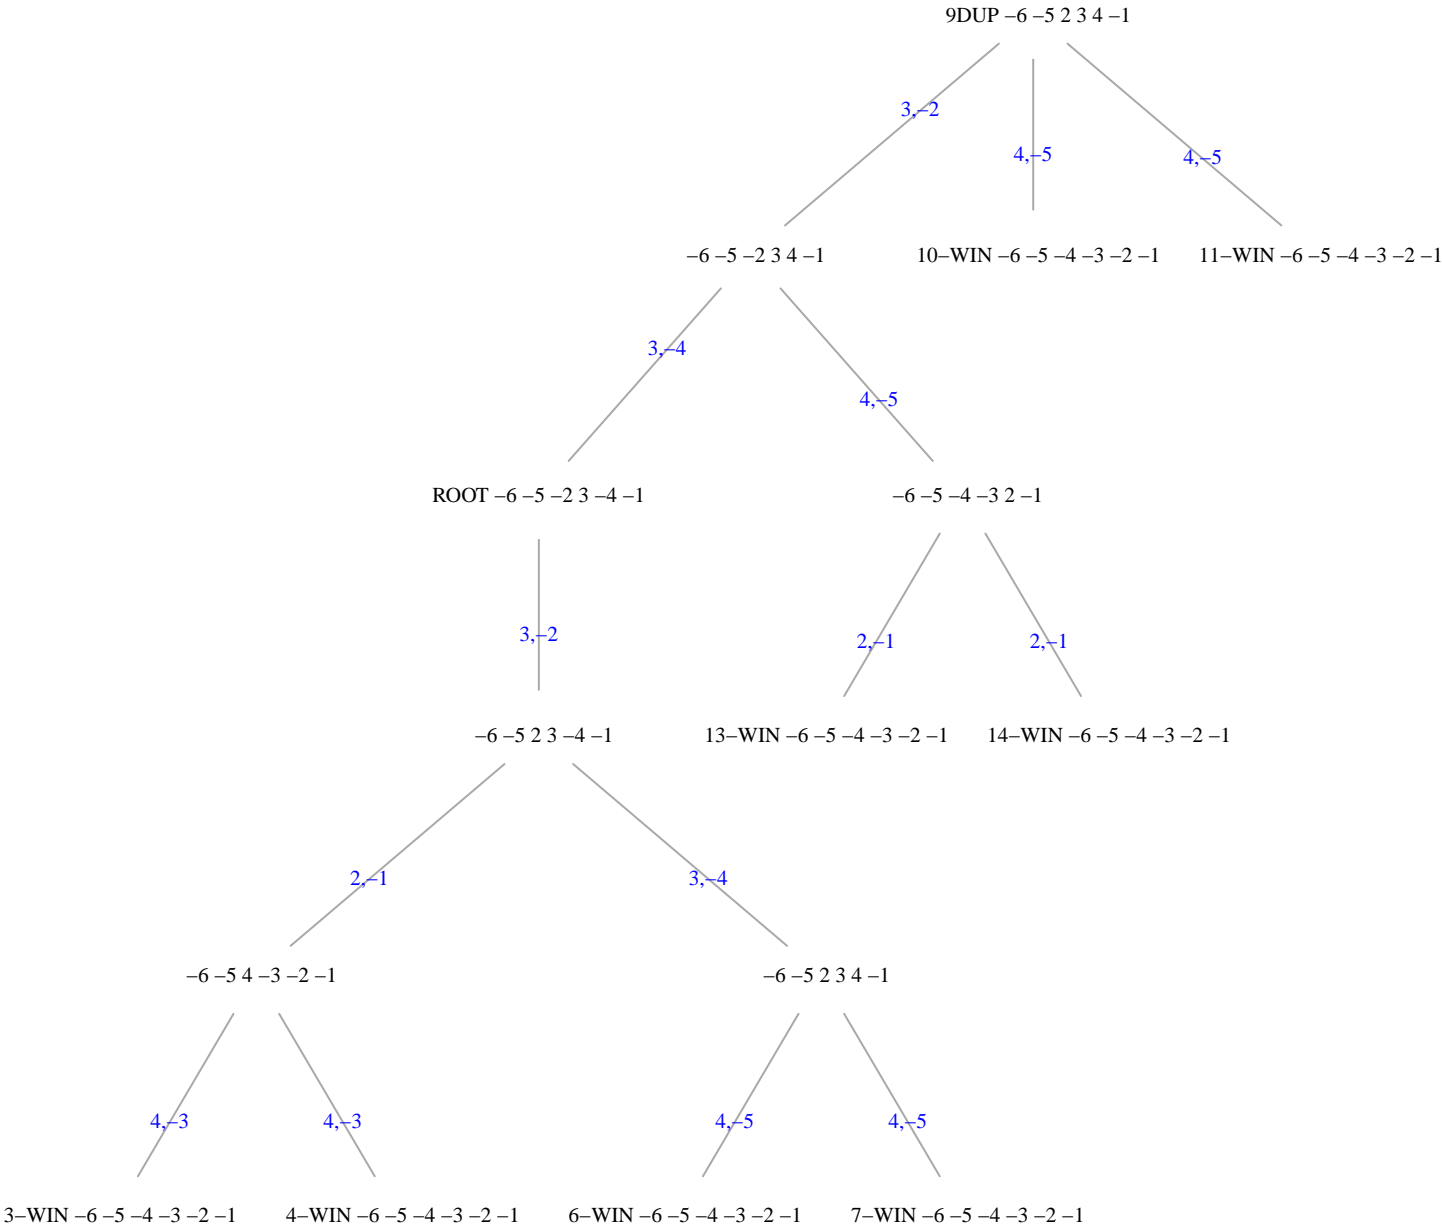 9DUP –6 –5 2 3 4 –1
3,–2
4,–5
4,–5
–6 –5 –2 3 4 –1
10–WIN –6 –5 –4 –3 –2 –1
11–WIN –6 –5 –4 –3 –2 –1
3,–4
4,–5
ROOT –6 –5 –2 3 –4 –1
–6 –5 –4 –3 2 –1
3,–2
2,–1
2,–1
–6 –5 2 3 –4 –1
13–WIN –6 –5 –4 –3 –2 –1
14–WIN –6 –5 –4 –3 –2 –1
2,–1
3,–4
–6 –5 4 –3 –2 –1
–6 –5 2 3 4 –1
4,–3
4,–3
4,–5
4,–5
3–WIN –6 –5 –4 –3 –2 –1
4–WIN –6 –5 –4 –3 –2 –1
6–WIN –6 –5 –4 –3 –2 –1
7–WIN –6 –5 –4 –3 –2 –1